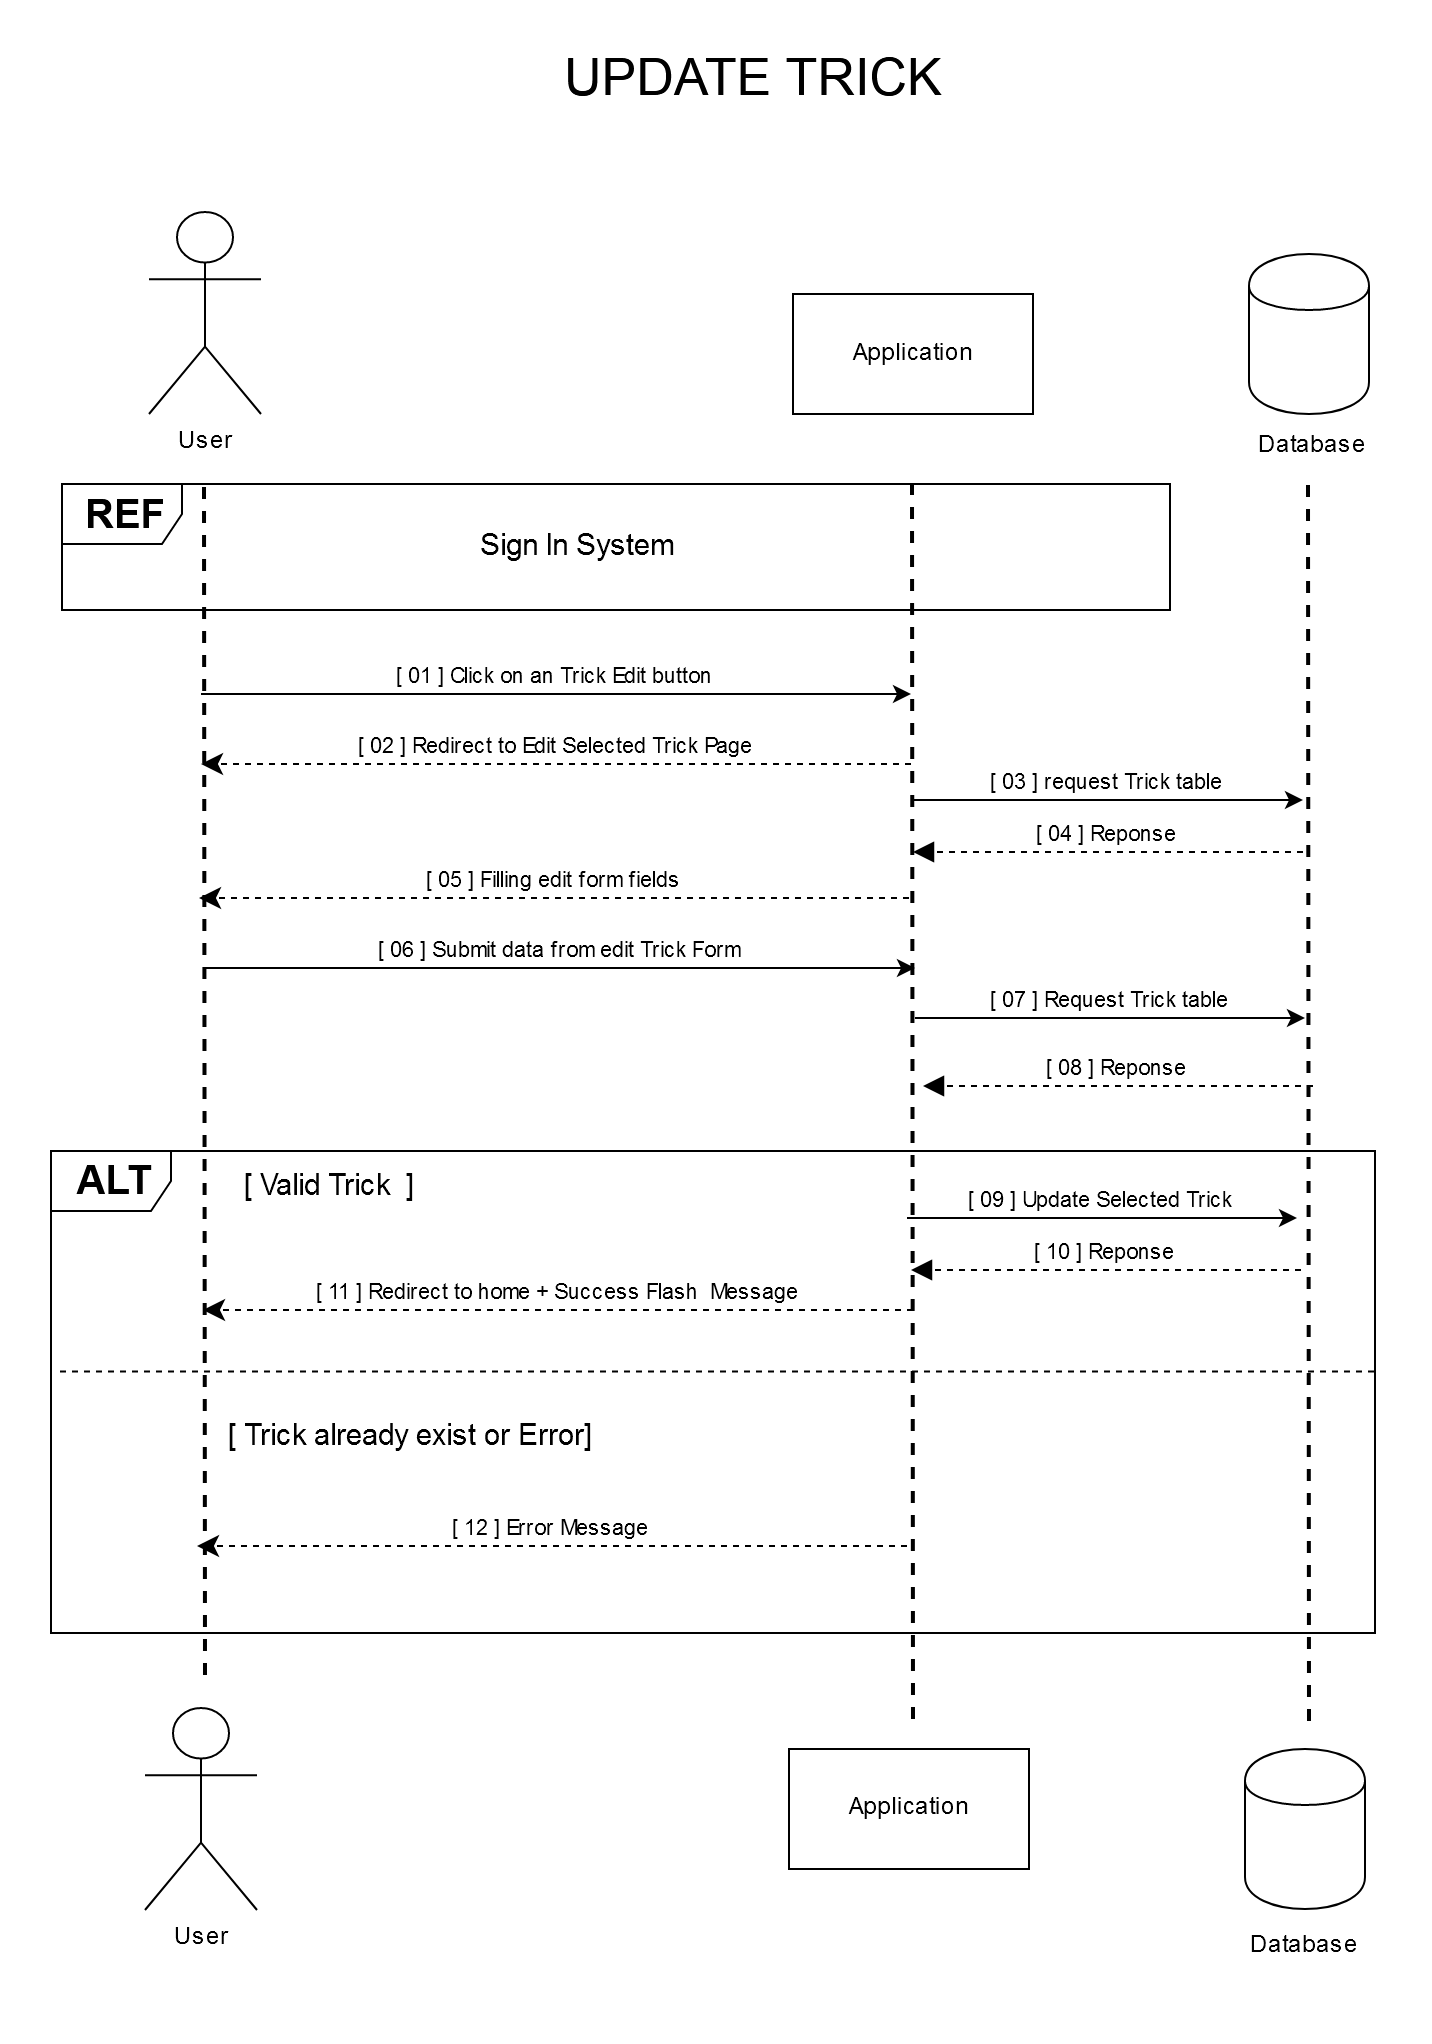 UPDATE TRICK
User
Application
Database
REF
Sign In System
[ 01 ] Click on an Trick Edit button
[ 02 ] Redirect to Edit Selected Trick Page
[ 03 ] request Trick table
[ 04 ] Reponse
[ 05 ] Filling edit form fields
[ 06 ] Submit data from edit Trick Form
[ 07 ] Request Trick table
[ 08 ] Reponse
ALT
[ Valid Trick ]
[ 09 ] Update Selected Trick
[ 10 ] Reponse
[ 11 ] Redirect to home + Success Flash Message
[ Trick already exist or Error]
[ 12 ] Error Message
User
Application
Database